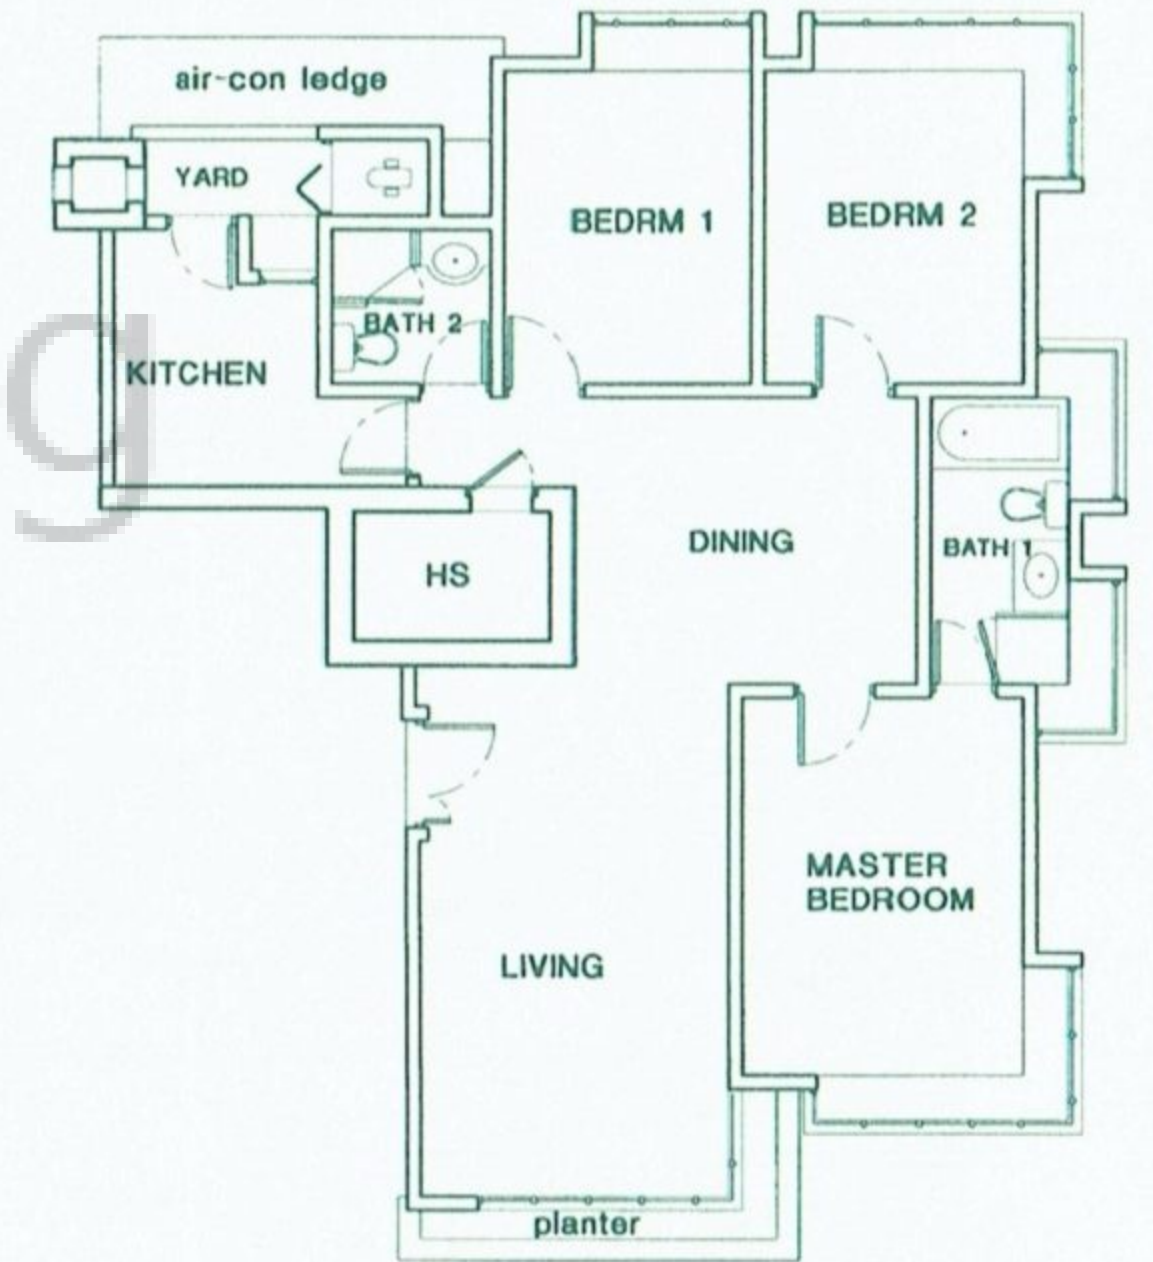 air-con ledge
YARD
BEDRM 1
BEDRM 2
BATH 2
KITCHEN
g
DINING
BATH 1
HS
MASTER
BEDROOM
LIVING
planter